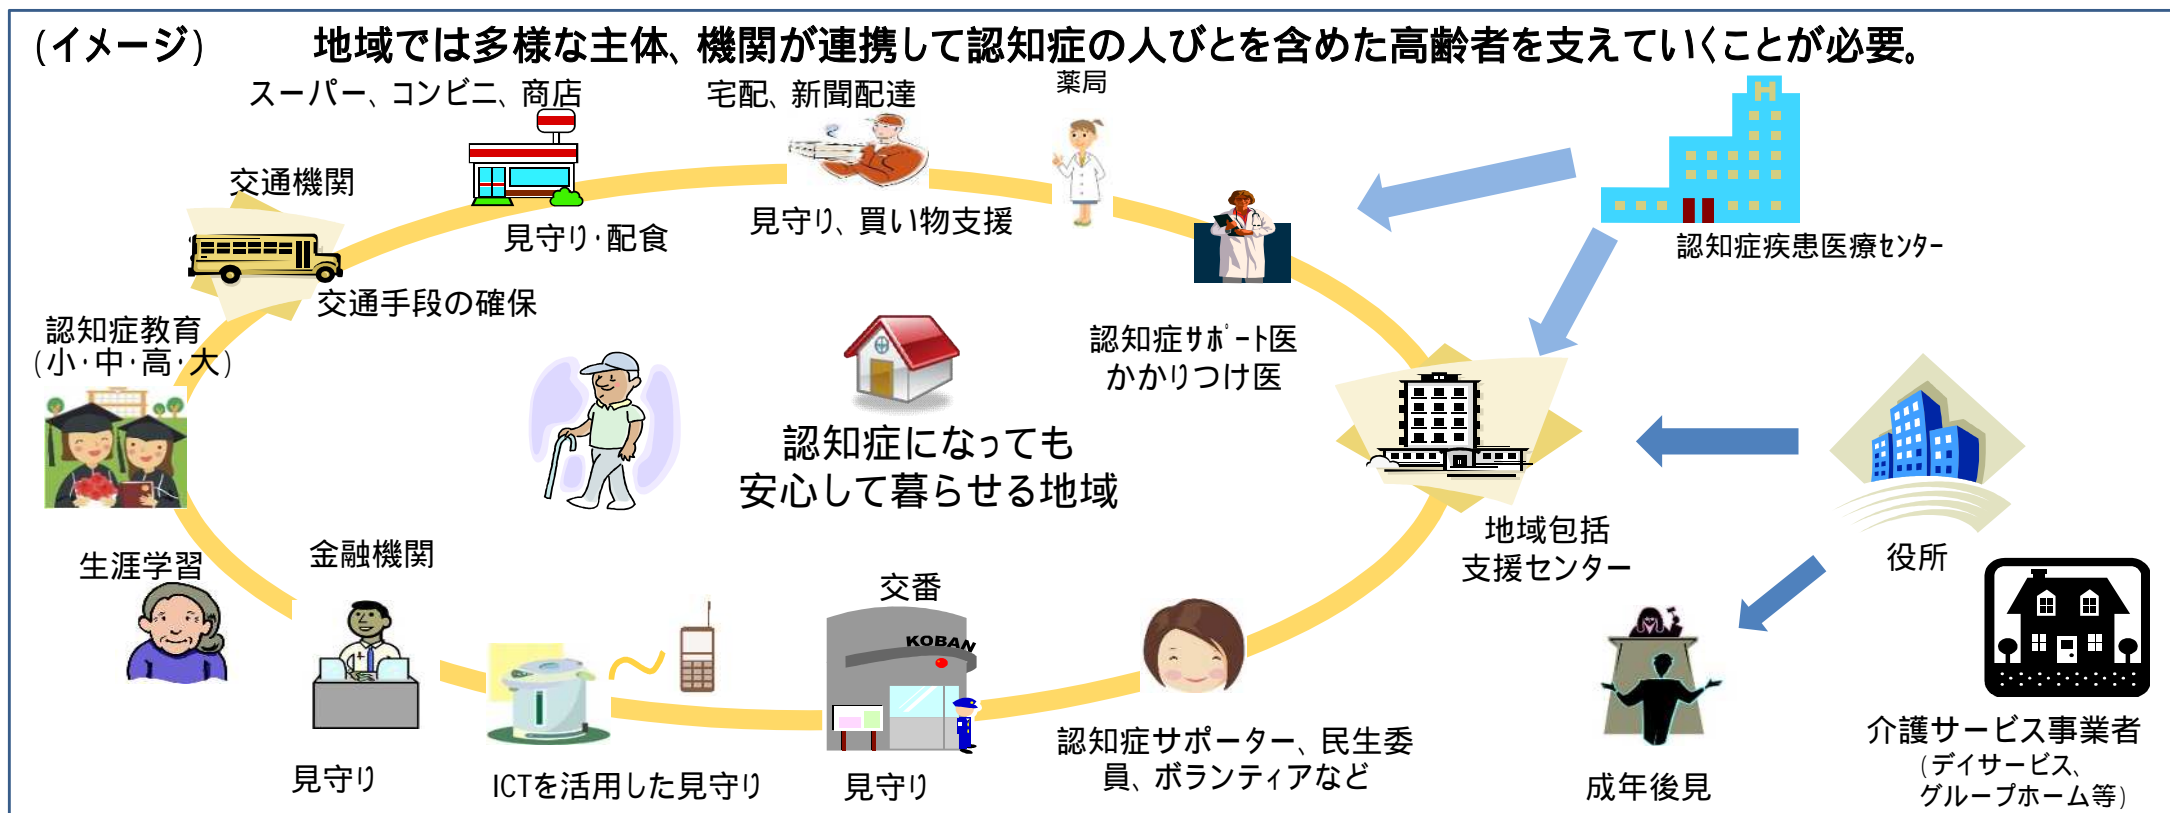 (イメージ) 地域では多様な主体、機関が連携して認知症の人びとを含めた高齢者を支えていくことが必要。
スーパー、コンビニ、商店
宅配、新聞配達
薬局
交通機関
見守り・配食
見守り、買い物支援
認知症疾患医療センター
交通手段の確保
認知症教育
(小・中・高・大)
認知症サポート医
かかりつけ医
認知症になっても
安心して暮らせる地域
地域包括
支援センター
役所
生涯学習
金融機関
交番
KOBAN
H
見守り
ICTを活用した見守り
見守り
認知症サポーター、民生委
員、ボランティアなど
成年後見
介護サービス事業者
(デイサービス、
グループホーム等)